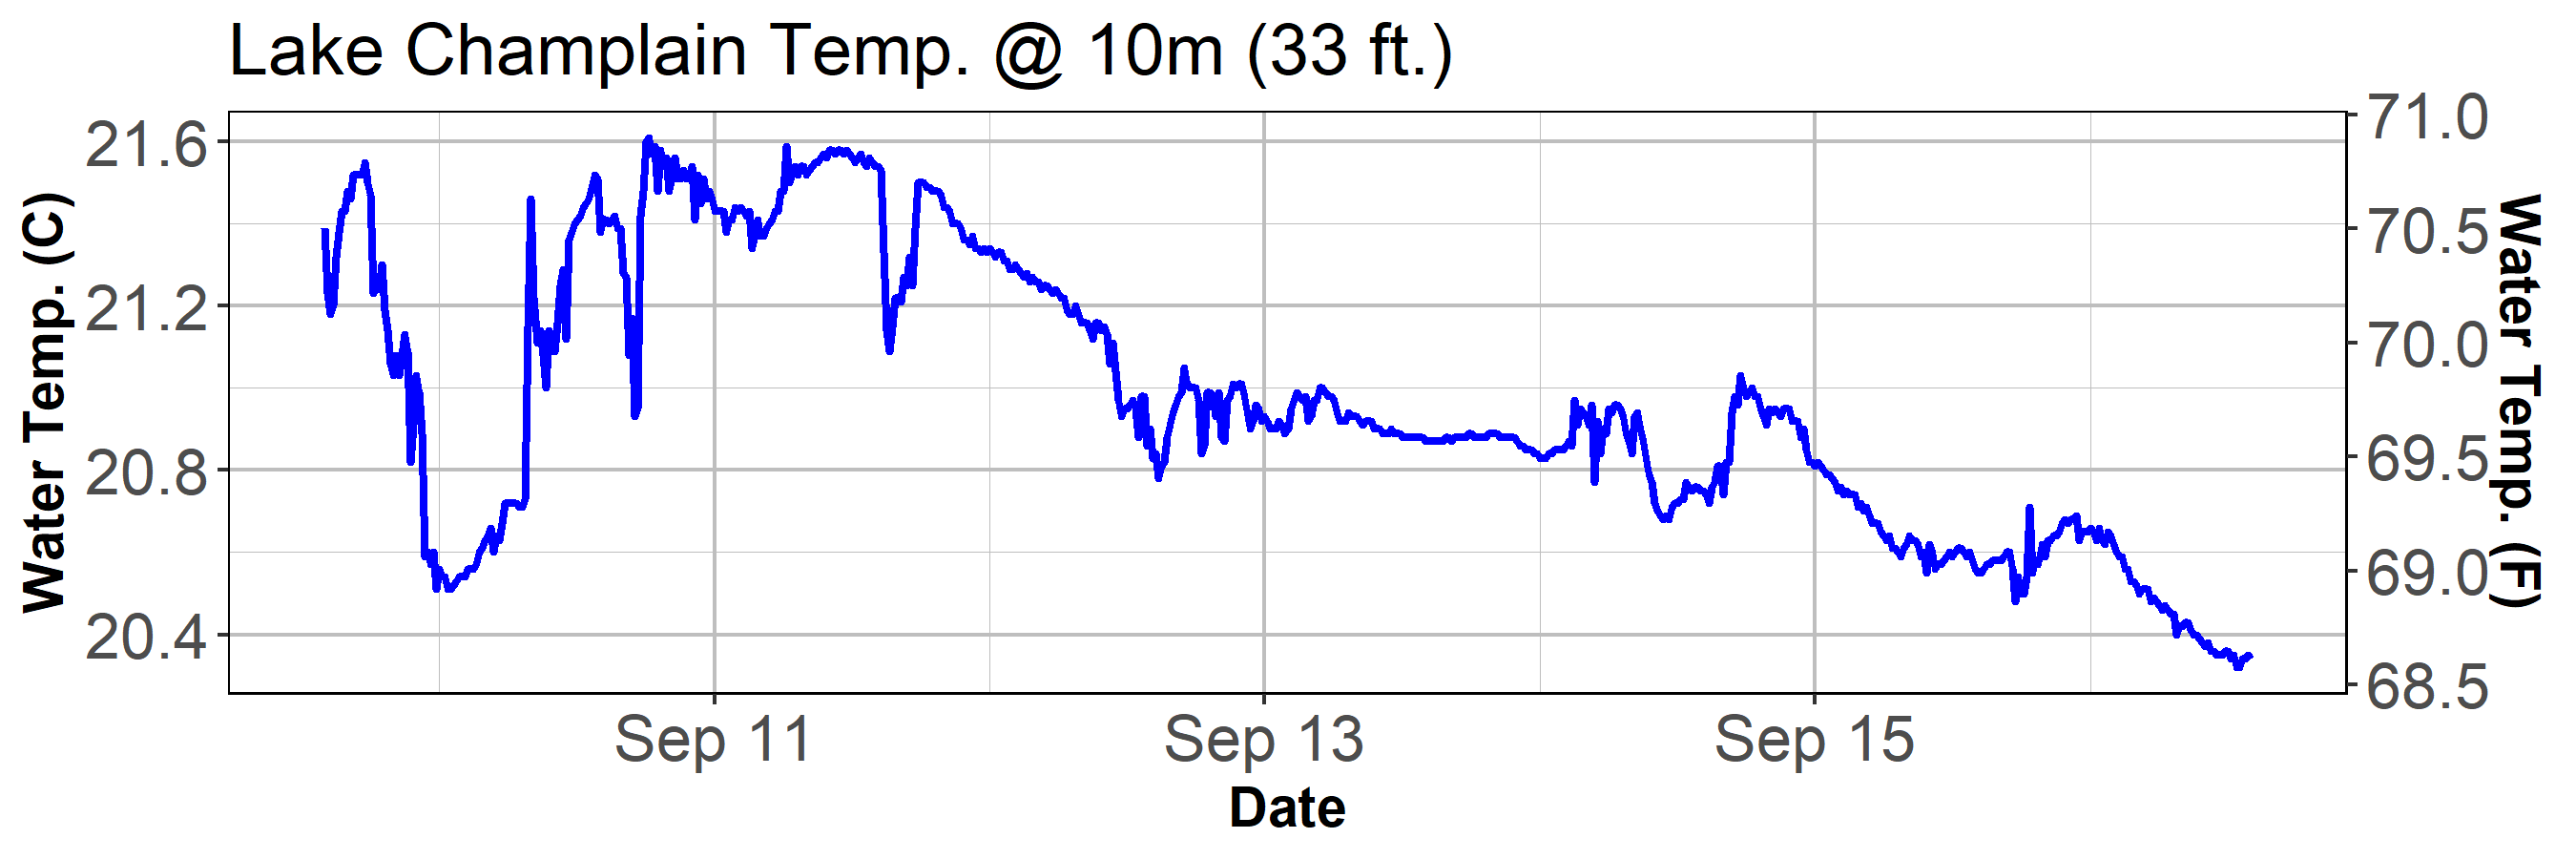 Lake Champlain Temp. @ 10m (33 ft.)
Water Temp. (C)
21.6
21.2
20.8
20.4
71.0
70.5
70.0
69.5
69.0
68.5
Water Temp. (F)
Sep 11
Sep 13
Sep 15
Date